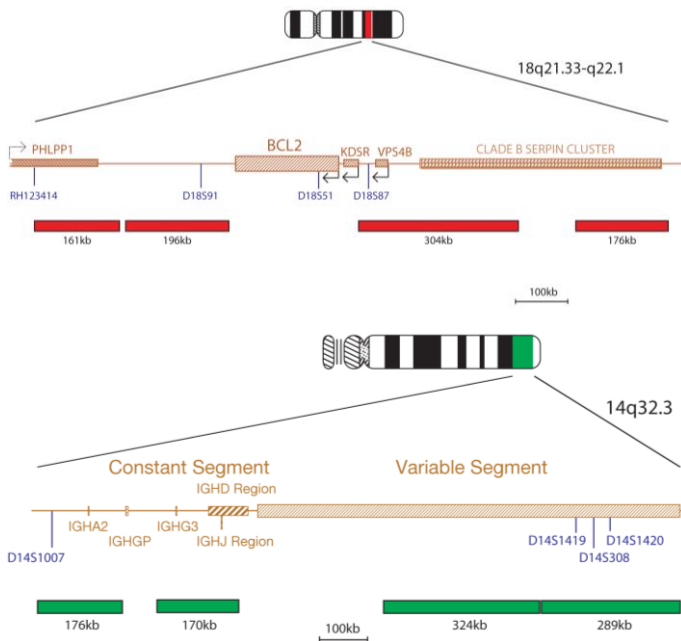 18q21.33-q22.1
PHLPP1
BCL2
KDSR
VPS4B
CLADE B SERPIN CLUSTER
RH123414
D18S91
D18S51
D18S87
161kb
196kb
304kb
176kb
100kb
14q32.3
Constant Segment
Variable Segment
IGHD Region
IGHA2
IGHGP
IGHG3
IGHJ Region
D14S1007
D14S1419
D14S308
D14S1420
176kb
170kb
100kb
324kb
289kb